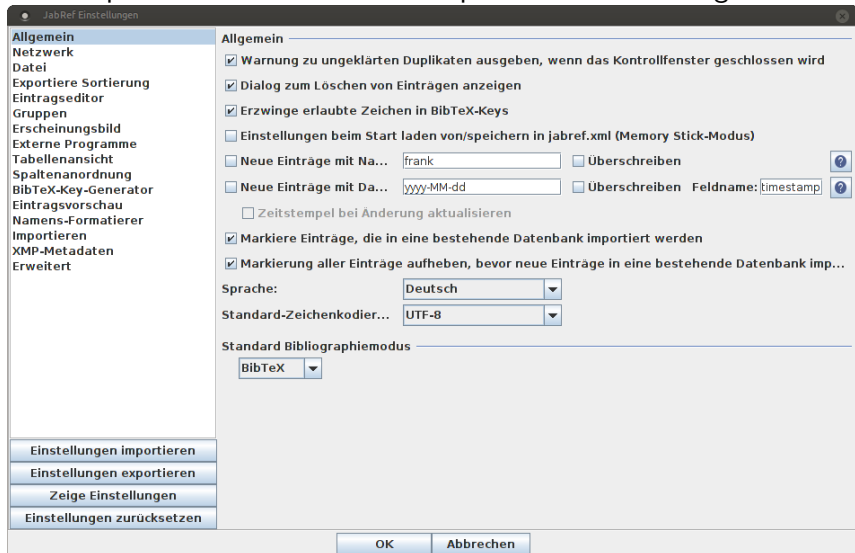 JabRef Einstellungen
Allgemein
Netzwerk
Datei
Exportiere Sortierung
Eintragseditor
Gruppen
Erscheinungsbild
Externe Programme
Tabellenansicht
Spaltenanordnung
BibTeX-Key-Generator
Eintragsvorschau
Namens-Formatierer
Importieren
XMP-Metadaten
Erweitert
Einstellungen importieren
Einstellungen exportieren
Zeige Einstellungen
Einstellungen zurücksetzen
Allgemein
Warnung zu ungeklärten Duplikaten ausgeben, wenn das Kontrollfenster geschlossen wird
Dialog zum Löschen von Einträgen anzeigen
Erzwinge erlaubte Zeichen in BibTeX-Keys
Einstellungen beim Start laden von/speichern in jabref.xml (Memory Stick-Modus)
Neue Einträge mit Na... frank Überschreiben ?
Neue Einträge mit Da... yyyy-MM-dd Überschreiben Feldname: timestamp ?
Zeitstempel bei Änderung aktualisieren
Markiere Einträge, die in eine bestehende Datenbank importiert werden
Markierung aller Einträge aufheben, bevor neue Einträge in eine bestehende Datenbank imp...
Sprache: Deutsch
Standard-Zeichenkodier... UTF-8
Standard Bibliographiemodus
BibTeX
OK Abbrechen